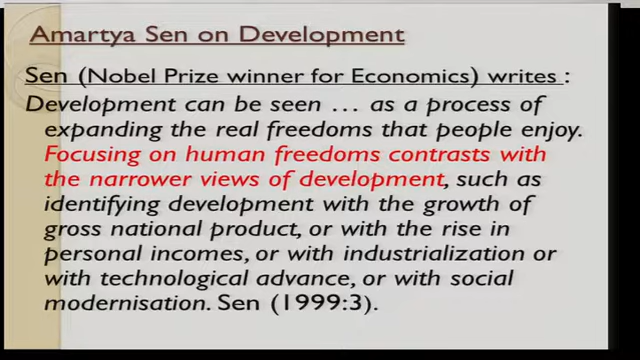 Amartya Sen on Development
Sen (Nobel Prize winner for Economics) writes :
Development can be seen … as a process of
expanding the real freedoms that people enjoy.
Focusing on human freedoms contrasts with
the narrower views of development, such as
identifying development with the growth of
gross national product, or with the rise in
personal incomes, or with industrialization or
with technological advance, or with social
modernisation. Sen (1999:3).